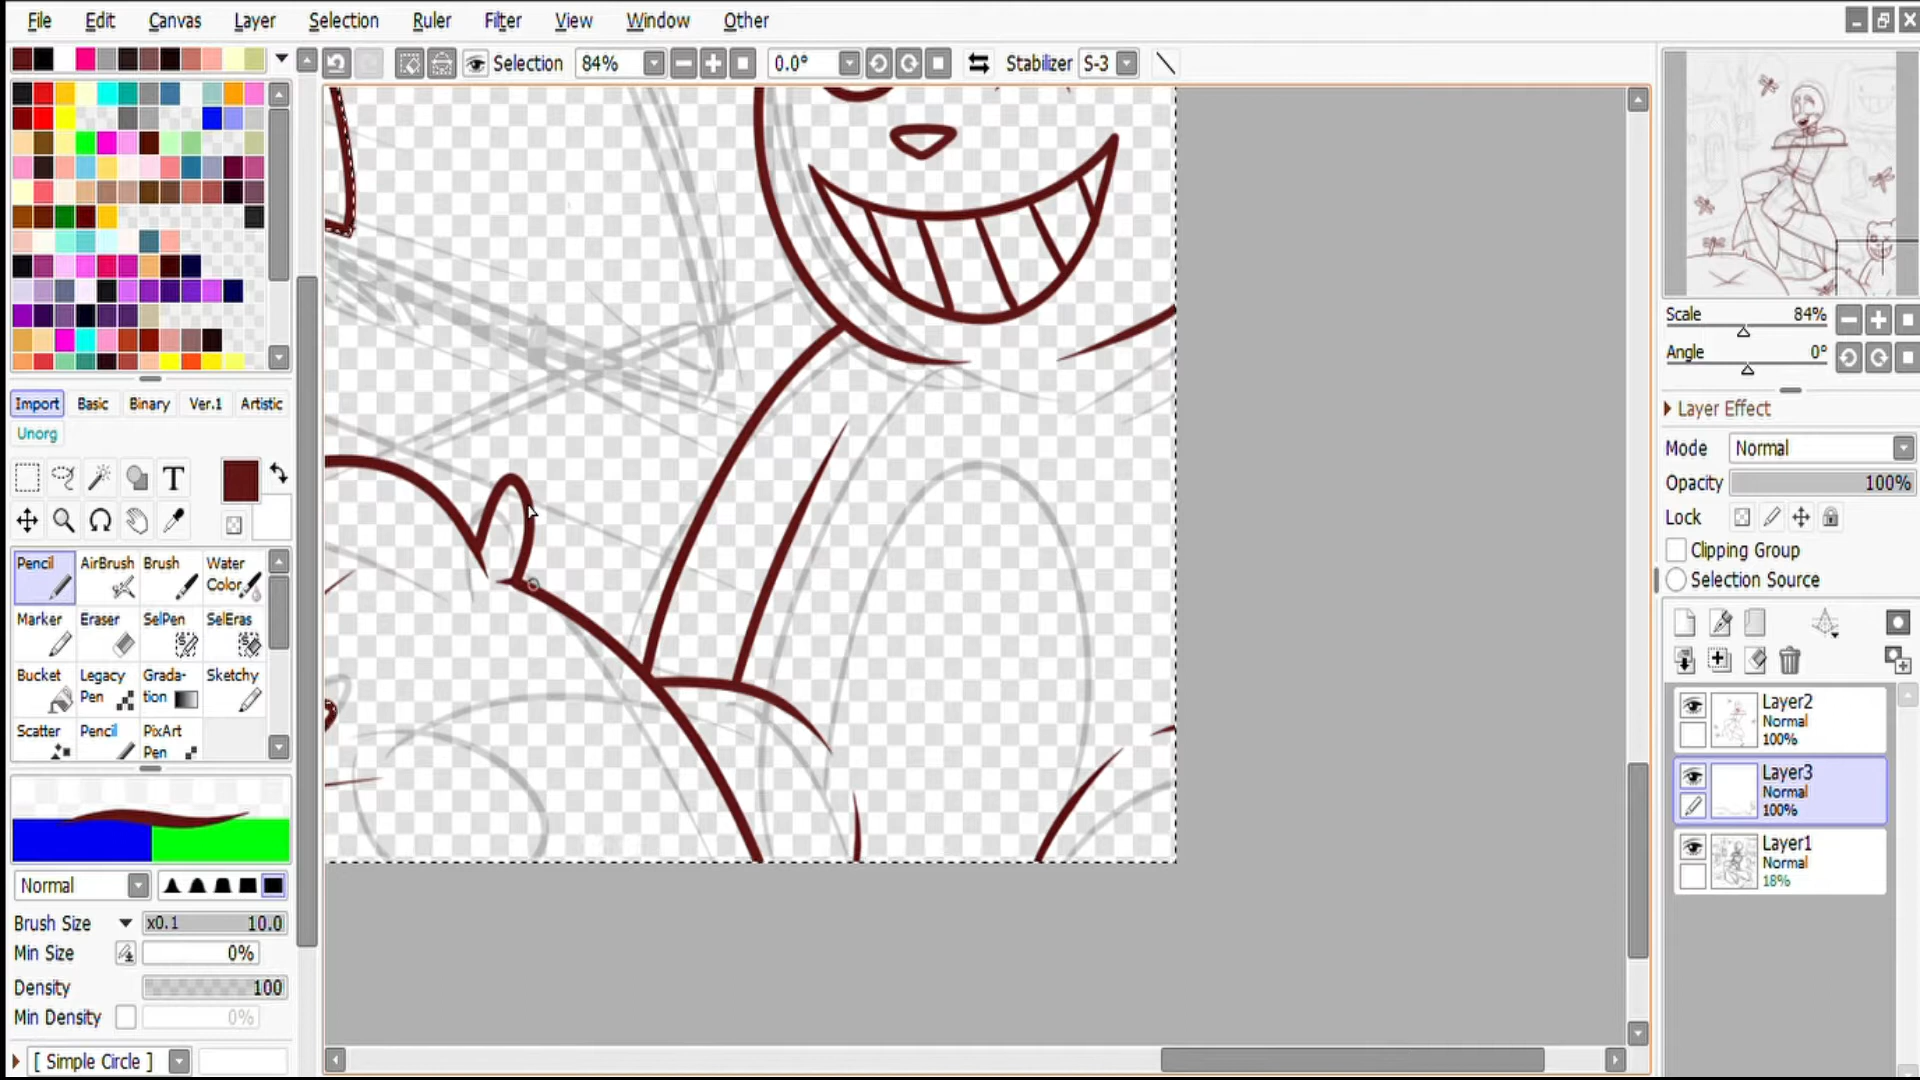 File Edit Canvas Layer Selection Ruler Filter View Window Other
Selection 84% 0.0° Stabilizer S-3
Import Basic Binary Ver.1 Artistic
Unorg
T
Pencil AirBrush Brush Water Color
Marker Eraser SelPen SelEras
Bucket Legacy Pen Grada-tion Sketchy
Scatter Pencil PixArt Pen
Normal
Brush Size x0.1 10.0
Min Size 0%
Density 100
Min Density 0%
[ Simple Circle ]
Scale 84%
Angle 0°
Layer Effect
Mode Normal
Opacity 100%
Lock
Clipping Group
Selection Source
Layer2
Normal
100%
Layer3
Normal
100%
Layer1
Normal
18%